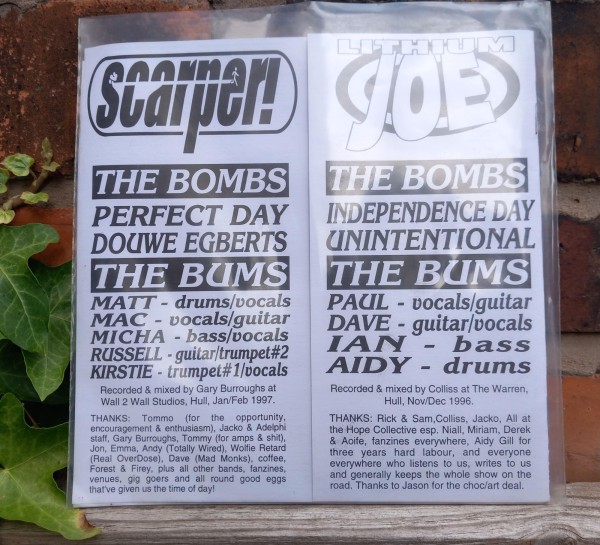 scarper!
THE BOMBS
PERFECT DAY
DOUWE EGBERTS
THE BUMS
MATT - drums/vocals
MAC - vocals/guitar
MICHA - bass/vocals
RUSSELL - guitar/trumpet#2
KIRSTIE - trumpet#1/vocals
Recorded & mixed by Gary Burroughs at
Wall 2 Wall Studios, Hull, Jan/Feb 1997.
THANKS: Tommo (for the opportunity,
encouragement & enthusiasm), Jacko & Adelphi
staff, Gary Burroughs, Tommy (for amps & shit),
Jon, Emma, Andy (Totally Wired), Wolfie Retard
(Real OverDose), Dave (Mad Monks), coffee,
Forest & Firey, plus all other bands, fanzines,
venues, gig goers and all round good eggs
that've given us the time of day!
LITHIUM
JOE
THE BOMBS
INDEPENDENCE DAY
UNINTENTIONAL
THE BUMS
PAUL - vocals/guitar
DAVE - guitar/vocals
IAN - bass
AIDY - drums
Recorded & mixed by Colliss at The Warren,
Hull, Nov/Dec 1996.
THANKS: Rick & Sam,Colliss, Jacko, All at
the Hope Collective esp. Niall, Miriam, Derek
& Aoife, fanzines everywhere, Aidy Gill for
three years hard labour, and everyone
everywhere who listens to us, writes to us
and generally keeps the whole show on the
road. Thanks to Jason for the choc/art deal.